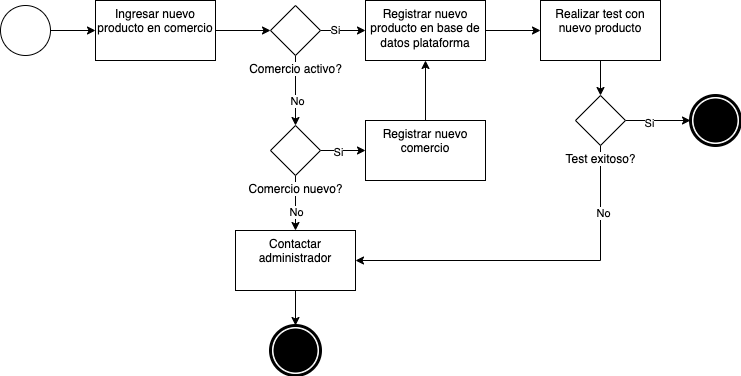 Ingresar nuevo
producto en comercio
Si
Registrar nuevo
producto en base de
datos plataforma
Realizar test con
nuevo producto
Comercio activo?
No
Si
Registrar nuevo
comercio
Si
Test exitoso?
Comercio nuevo?
No
No
Contactar
administrador